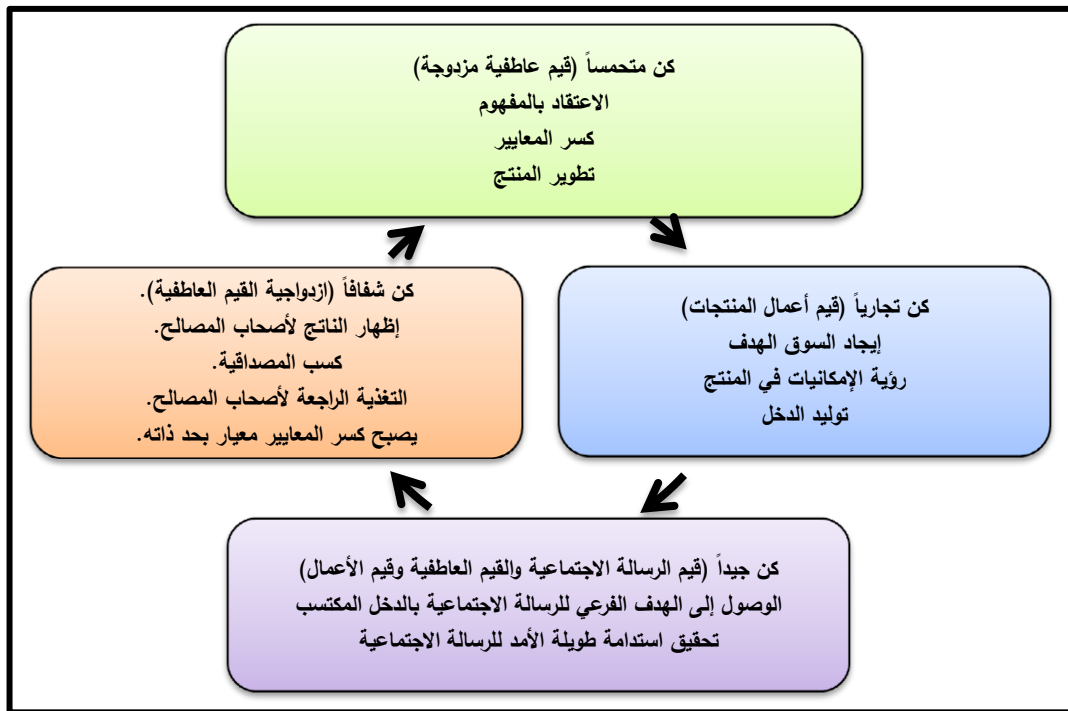 كن متحمساً (قيم عاطفية مزدوجة)
الاعتقاد بالمفهوم
كسر المعايير
تطوير المنتج
كن تجارياً (قيم أعمال المنتجات)
إيجاد السوق الهدف
رؤية الإمكانيات في المنتج
توليد الدخل
كن جيداً (قيم الرسالة الاجتماعية والقيم العاطفية وقيم الأعمال)
الوصول إلى الهدف الفرعي للرسالة الاجتماعية بالدخل المكتسب
تحقيق استدامة طويلة الأمد للرسالة الاجتماعية
كن شفافاً (ازدواجية القيم العاطفية).
إظهار الناتج لأصحاب المصالح.
كسب المصداقية.
التغذية الراجعة لأصحاب المصالح.
يصبح كسر المعايير معيار بحد ذاته.